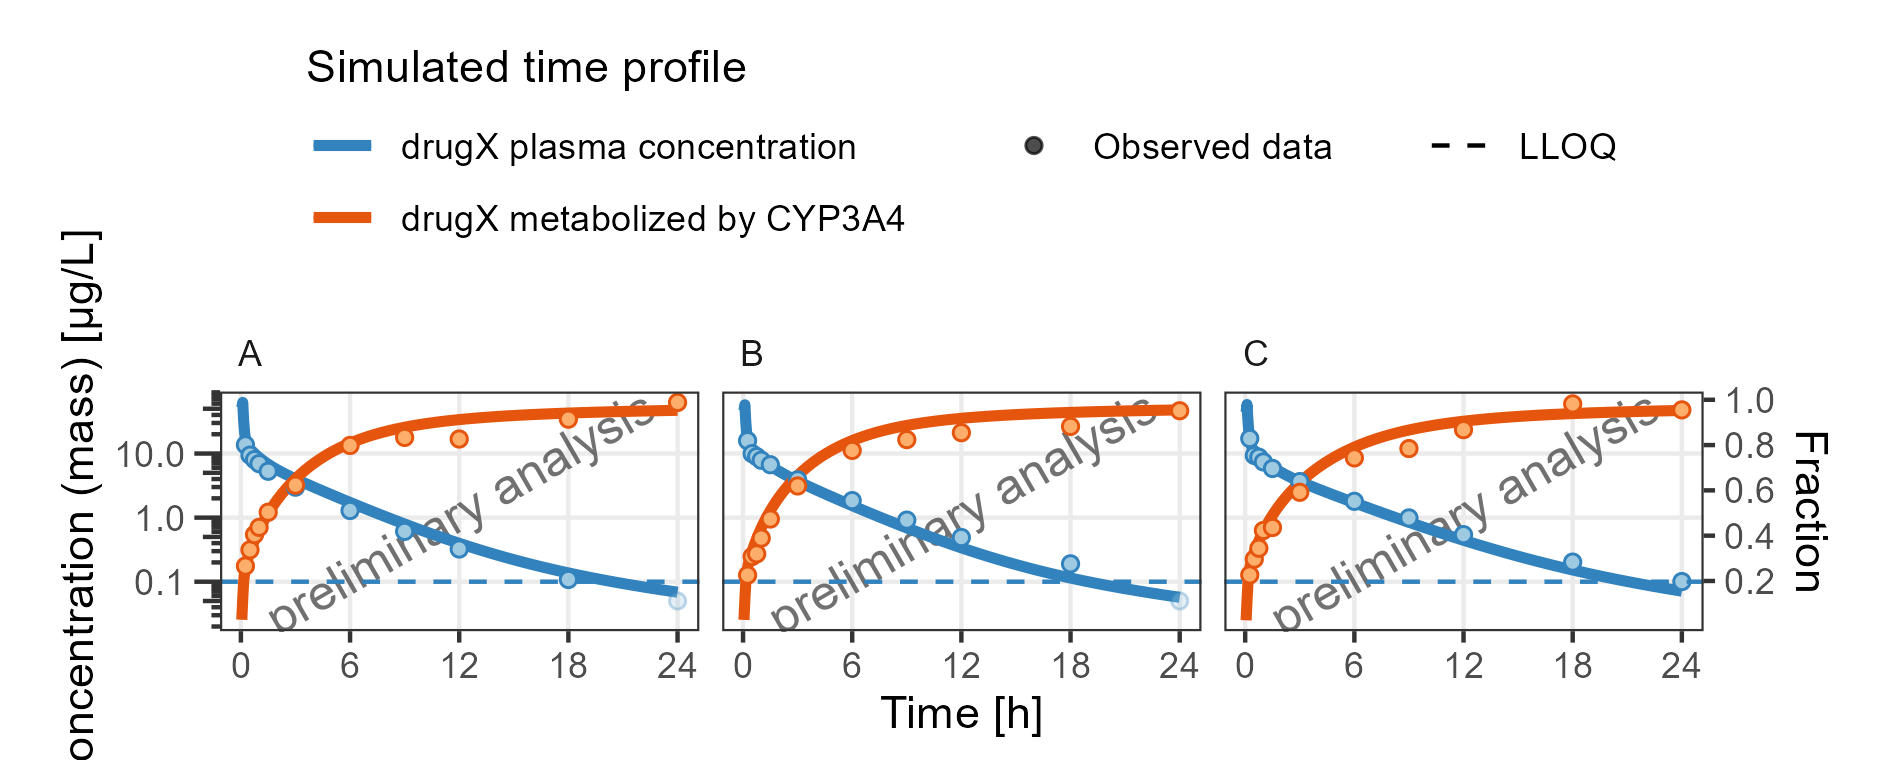 Simulated time profile
drugX plasma concentration
Observed data
LLOQ
drugX metabolized by CYP3A4
oncentration (mass) [µg/L]
A
B
C
10.0
1.0
0.1
preliminary analysis
preliminary analysis
preliminary analysis
1.0
0.8
0.6
0.4
0.2
Fraction
0 6 12 18 24
0 6 12 18 24
0 6 12 18 24
Time [h]